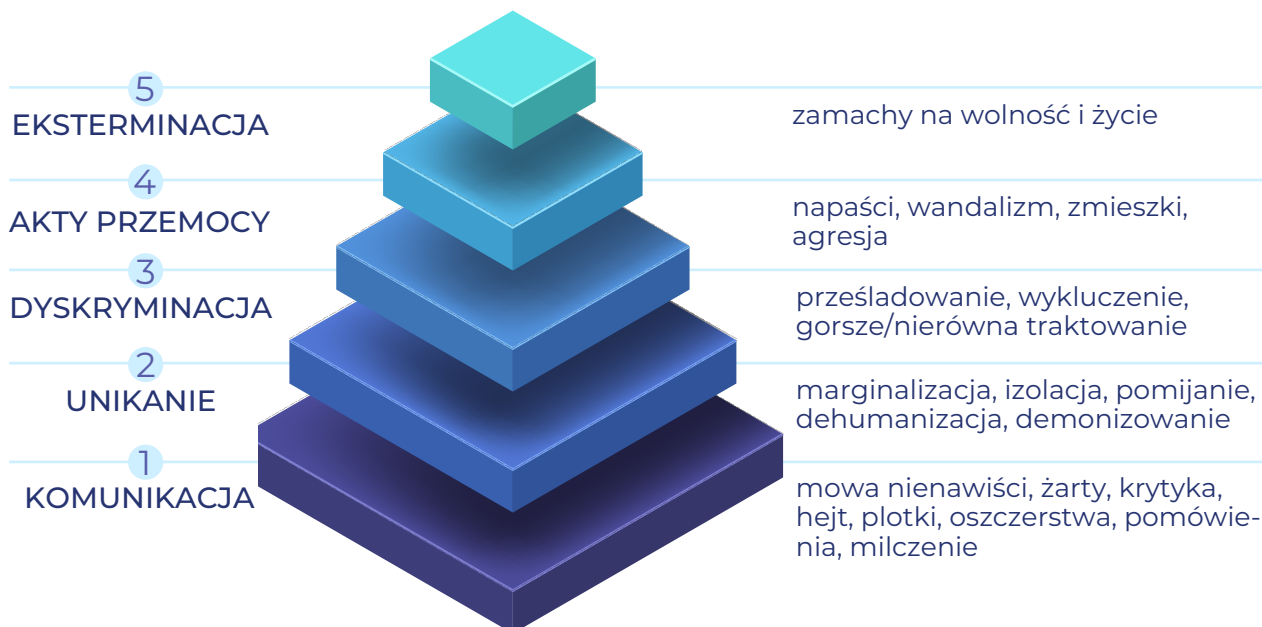 5
EKSTERMINACJA
zamachy na wolność i życie
4
AKTY PRZEMOCY
napaści, wandalizm, zmieszki,
agresja
3
DYSKRYMINACJA
prześladowanie, wykluczenie,
gorsze/nierówna traktowanie
2
UNIKANIE
marginalizacja, izolacja, pomijanie,
dehumanizacja, demonizowanie
1
KOMUNIKACJA
mowa nienawiści, żarty, krytyka,
hejt, plotki, oszczerstwa, pomówie-
nia, milczenie